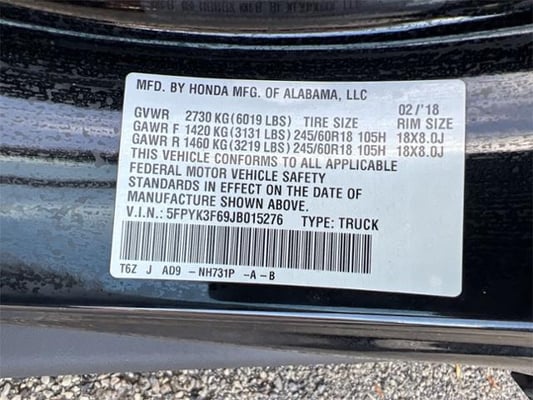 MFD. BY HONDA MFG. OF ALABAMA, LLC
GVWR 2730 KG(6019 LBS) TIRE SIZE 02/'18 RIM SIZE
GAWR F 1420 KG(3131 LBS) 245/60R18 105H 18X8.0J
GAWR R 1460 KG(3219 LBS) 245/60R18 105H 18X8.0J
THIS VEHICLE CONFORMS TO ALL APPLICABLE
FEDERAL MOTOR VEHICLE SAFETY
STANDARDS IN EFFECT ON THE DATE OF
MANUFACTURE SHOWN ABOVE.
V.I.N.: 5FPYK3F69JB015276 TYPE: TRUCK
T6Z J AD9 -NH731P -A-B